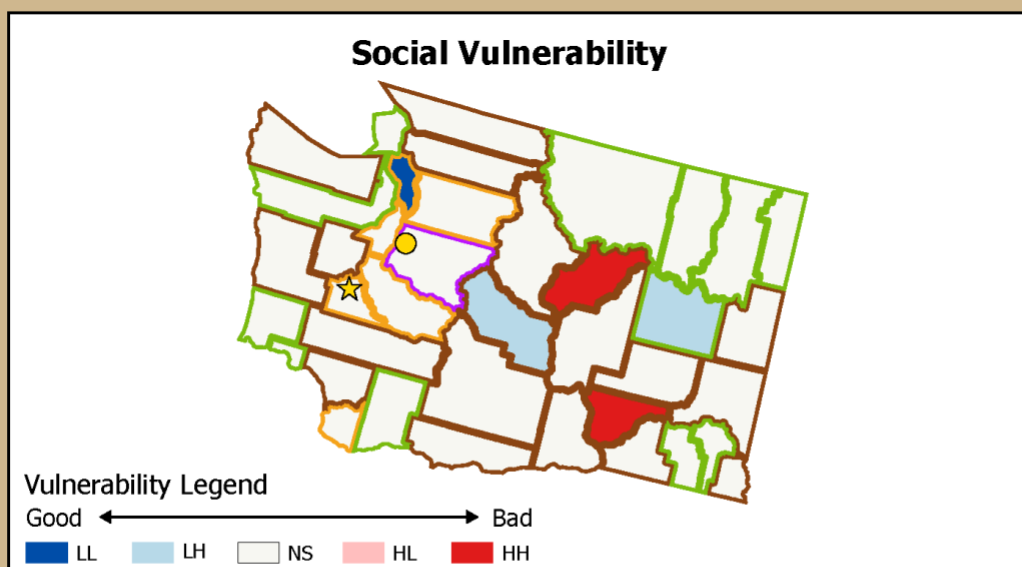 Social Vulnerability
Vulnerability Legend
Good Bad
LL LH NS HL HH